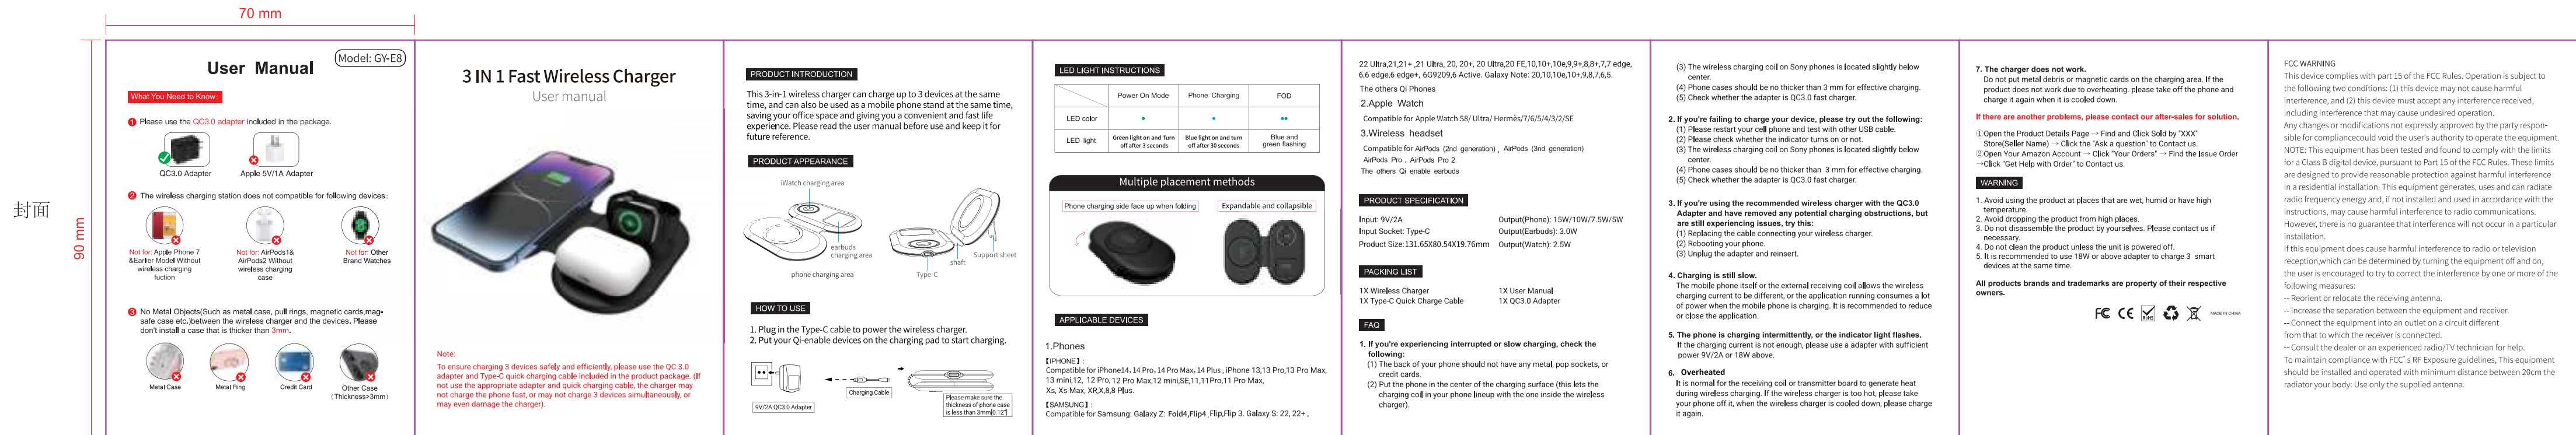 70 mm
90 mm
封面
Model: GY-E8
User Manual
What You Need to Know:
1 Please use the QC3.0 adapter included in the package.
QC3.0 Adapter
Apple 5V/1A Adapter
2 The wireless charging station does not compatible for following devices:
Not for: Apple Phone 7
&Earlier Model Without
wireless charging
fuction
Not for: AirPods1&
AirPods2 Without
wireless charging
case
Not for: Other
Brand Watches
3 No Metal Objects(Such as metal case, pull rings, magnetic cards,mag-
safe case etc.)between the wireless charger and the devices. Please
don't install a case that is thicker than 3mm.
Metal Case
Metal Ring
Credit Card
Other Case
(Thickness>3mm)
3 IN 1 Fast Wireless Charger
User manual
Note:
To ensure charging 3 devices safely and efficiently, please use the QC 3.0
adapter and Type-C quick charging cable included in the product package. (If
not use the appropriate adapter and quick charging cable, the charger may
not charge the phone fast, or may not charge 3 devices simultaneously, or
may even damage the charger).
PRODUCT INTRODUCTION
This 3-in-1 wireless charger can charge up to 3 devices at the same
time, and can also be used as a mobile phone stand at the same time,
saving your office space and giving you a convenient and fast life
experience. Please read the user manual before use and keep it for
future reference.
PRODUCT APPEARANCE
iWatch charging area
earbuds
charging area
phone charging area
Type-C
shaft
Support sheet
HOW TO USE
1. Plug in the Type-C cable to power the wireless charger.
2. Put your Qi-enable devices on the charging pad to start charging.
9V/2A QC3.0 Adapter
Charging Cable
Please make sure the
thickness of phone case
is less than 3mm[0.12"]
LED LIGHT INSTRUCTIONS
Power On Mode
Phone Charging
FOD
LED color
LED light
Green light on and Turn
off after 3 seconds
Blue light on and turn
off after 30 seconds
Blue and
green flashing
Multiple placement methods
Phone charging side face up when folding
Expandable and collapsible
APPLICABLE DEVICES
1.Phones
【IPHONE】:
Compatible for iPhone14, 14 Pro, 14 Pro Max, 14 Plus , iPhone 13,13 Pro,13 Pro Max,
13 mini,12, 12 Pro,12 Pro Max,12 mini,SE,11,11Pro,11 Pro Max,
Xs, Xs Max, XR,X,8,8 Plus.
【SAMSUNG】:
Compatible for Samsung: Galaxy Z: Fold4,Flip4 ,Flip,Flip 3. Galaxy S: 22, 22+ ,
22 Ultra,21,21+ ,21 Ultra, 20, 20+, 20 Ultra,20 FE,10,10+,10e,9,9+,8,8+,7,7 edge,
6,6 edge,6 edge+, 6G9209,6 Active. Galaxy Note: 20,10,10e,10+,9,8,7,6,5.
The others Qi Phones
2.Apple Watch
Compatible for Apple Watch S8/ Ultra/ Hermès/7/6/5/4/3/2/SE
3.Wireless headset
Compatible for AirPods (2nd generation) , AirPods (3nd generation)
AirPods Pro , AirPods Pro 2
The others Qi enable earbuds
PRODUCT SPECIFICATION
Input: 9V/2A
Output(Phone): 15W/10W/7.5W/5W
Input Socket: Type-C
Output(Earbuds): 3.0W
Product Size:131.65X80.54X19.76mm
Output(Watch): 2.5W
PACKING LIST
1X Wireless Charger
1X User Manual
1X Type-C Quick Charge Cable
1X QC3.0 Adapter
FAQ
1. If you're experiencing interrupted or slow charging, check the
following:
(1) The back of your phone should not have any metal, pop sockets, or
credit cards.
(2) Put the phone in the center of the charging surface (this lets the
charging coil in your phone lineup with the one inside the wireless
charger).
(3) The wireless charging coil on Sony phones is located slightly below
center.
(4) Phone cases should be no thicker than 3 mm for effective charging.
(5) Check whether the adapter is QC3.0 fast charger.
2. If you're failing to charge your device, please try out the following:
(1) Please restart your cell phone and test with other USB cable.
(2) Please check whether the indicator turns on or not.
(3) The wireless charging coil on Sony phones is located slightly below
center.
(4) Phone cases should be no thicker than 3 mm for effective charging.
(5) Check whether the adapter is QC3.0 fast charger.
3. If you're using the recommended wireless charger with the QC3.0
Adapter and have removed any potential charging obstructions, but
are still experiencing issues, try this:
(1) Replacing the cable connecting your wireless charger.
(2) Rebooting your phone.
(3) Unplug the adapter and reinsert.
4. Charging is still slow.
The mobile phone itself or the external receiving coil allows the wireless
charging current to be different, or the application running consumes a lot
of power when the mobile phone is charging. It is recommended to reduce
or close the application.
5. The phone is charging intermittently, or the indicator light flashes.
If the charging current is not enough, please use a adapter with sufficient
power 9V/2A or 18W above.
6. Overheated
It is normal for the receiving coil or transmitter board to generate heat
during wireless charging. If the wireless charger is too hot, please take
your phone off it, when the wireless charger is cooled down, please charge
it again.
7. The charger does not work.
Do not put metal debris or magnetic cards on the charging area. If the
product does not work due to overheating. please take off the phone and
charge it again when it is cooled down.
If there are another problems, please contact our after-sales for solution.
①Open the Product Details Page → Find and Click Sold by "XXX"
Store(Seller Name) → Click the "Ask a question" to Contact us.
②Open Your Amazon Account → Click "Your Orders" → Find the Issue Order
→Click "Get Help with Order" to Contact us.
WARNING
1. Avoid using the product at places that are wet, humid or have high
temperature.
2. Avoid dropping the product from high places.
3. Do not disassemble the product by yourselves. Please contact us if
necessary.
4. Do not clean the product unless the unit is powered off.
5. It is recommended to use 18W or above adapter to charge 3 smart
devices at the same time.
All products brands and trademarks are property of their respective
owners.
FC CE RoHS MADE IN CHINA
FCC WARNING
This device complies with part 15 of the FCC Rules. Operation is subject to
the following two conditions: (1) this device may not cause harmful
interference, and (2) this device must accept any interference received,
including interference that may cause undesired operation.
Any changes or modifications not expressly approved by the party respon-
sible for compliancecould void the user's authority to operate the equipment.
NOTE: This equipment has been tested and found to comply with the limits
for a Class B digital device, pursuant to Part 15 of the FCC Rules. These limits
are designed to provide reasonable protection against harmful interference
in a residential installation. This equipment generates, uses and can radiate
radio frequency energy and, if not installed and used in accordance with the
instructions, may cause harmful interference to radio communications.
However, there is no guarantee that interference will not occur in a particular
installation.
If this equipment does cause harmful interference to radio or television
reception,which can be determined by turning the equipment off and on,
the user is encouraged to try to correct the interference by one or more of the
following measures:
-- Reorient or relocate the receiving antenna.
-- Increase the separation between the equipment and receiver.
-- Connect the equipment into an outlet on a circuit different
from that to which the receiver is connected.
-- Consult the dealer or an experienced radio/TV technician for help.
To maintain compliance with FCC's RF Exposure guidelines, This equipment
should be installed and operated with minimum distance between 20cm the
radiator your body: Use only the supplied antenna.